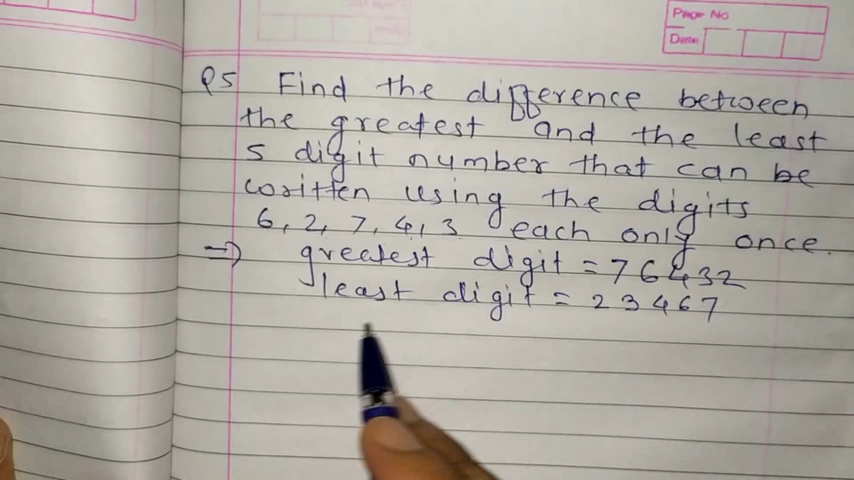 Page No
Date
Q5 Find the difference between
the greatest and the least
5 digit number that can be
written using the digits
6, 2, 7, 4, 3 each only once.
⇒ greatest digit = 76432
least digit = 23467